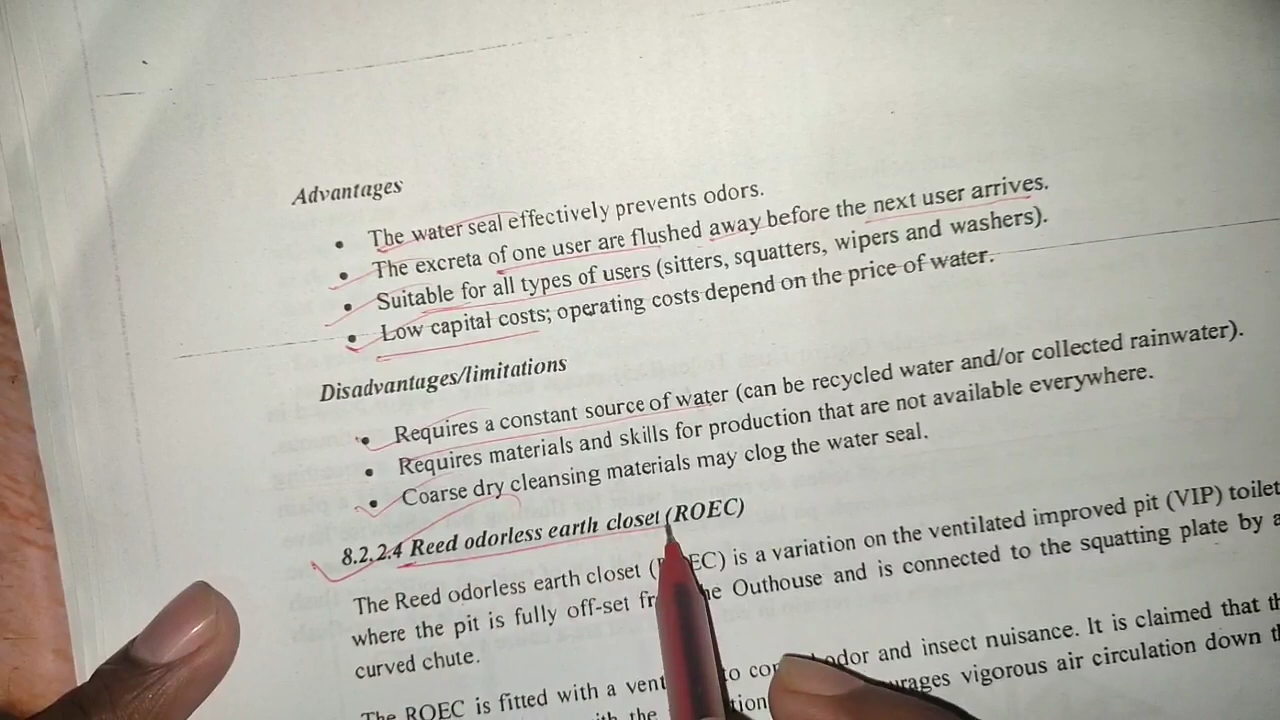 Advantages
• The water seal effectively prevents odors.
• The excreta of one user are flushed away before the next user arrives.
• Suitable for all types of users (sitters, squatters, wipers and washers).
• Low capital costs; operating costs depend on the price of water.
Disadvantages/limitations
• Requires a constant source of water (can be recycled water and/or collected rainwater).
• Requires materials and skills for production that are not available everywhere.
• Coarse dry cleansing materials may clog the water seal.
8.2.2.4 Reed odorless earth closet (ROEC)
The Reed odorless earth closet ( EC) is a variation on the ventilated improved pit (VIP) toilet
where the pit is fully off-set fr he Outhouse and is connected to the squatting plate by a
curved chute.
The ROEC is fitted with a vent to co odor and insect nuisance. It is claimed that th
with the tion urages vigorous air circulation down th